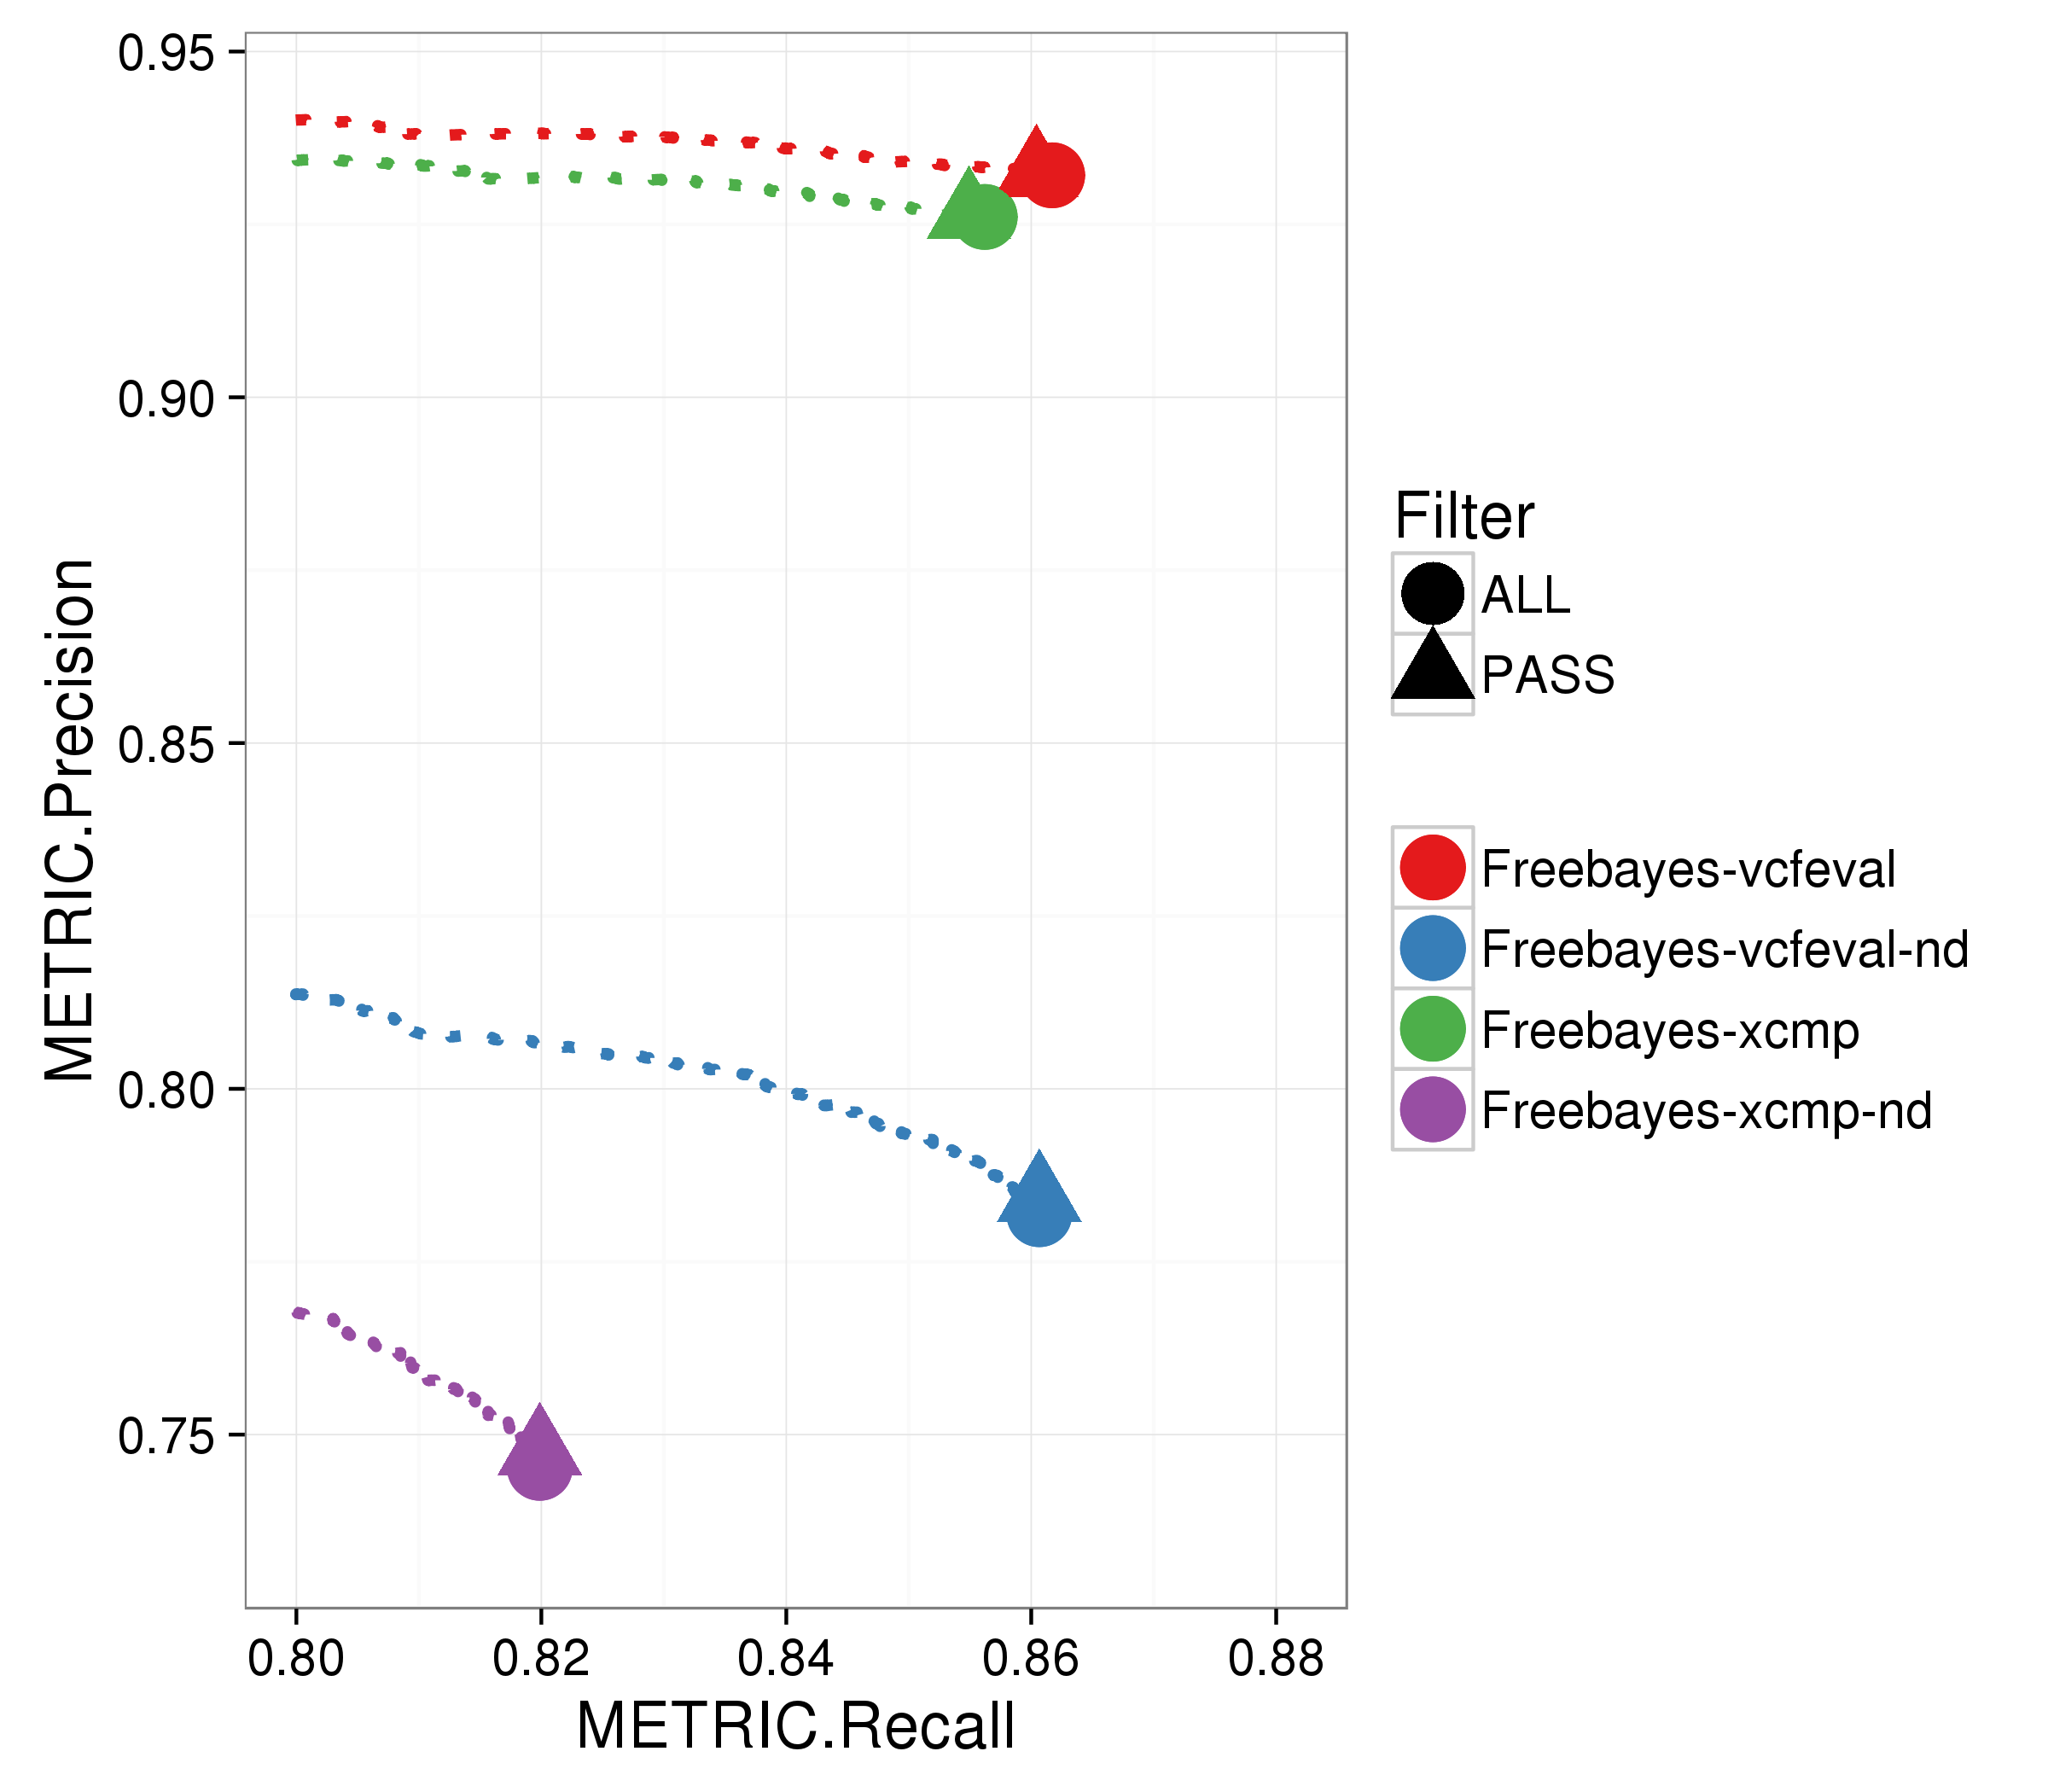 METRIC.Precision
0.95
0.90
0.85
0.80
0.75
0.80 0.82 0.84 0.86 0.88
METRIC.Recall
Filter
ALL
PASS
Freebayes-vcfeval
Freebayes-vcfeval-nd
Freebayes-xcmp
Freebayes-xcmp-nd